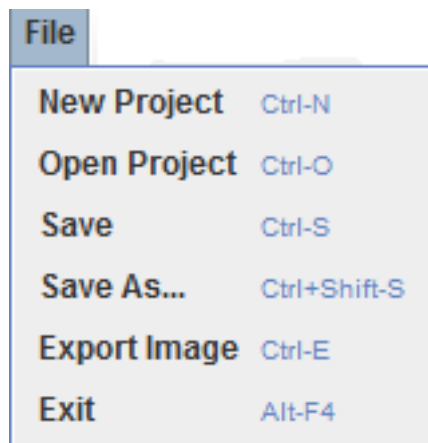 File
New Project Ctrl-N
Open Project Ctrl-O
Save Ctrl-S
Save As... Ctrl+Shift-S
Export Image Ctrl-E
Exit Alt-F4